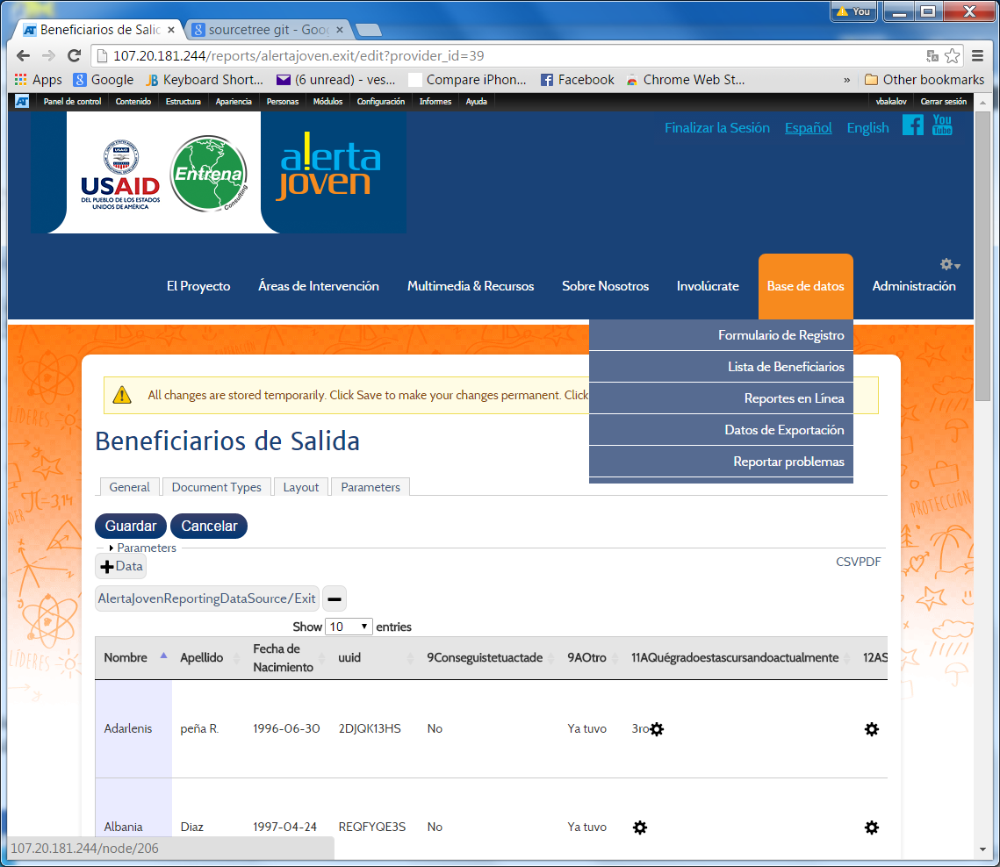 You
Beneficiarios de Salid
sourcetree git - Goog
107.20.181.244/reports/alertajoven.exit/edit?provider_id=39
Apps Google Keyboard Short... (6 unread) - ves... Compare iPhon... Facebook Chrome Web St... » Other bookmarks
Panel de control Contenido Estructura Apariencia Personas Módulos Configuración Informes Ayuda vbakalov Cerrar sesión
Finalizar la Sesión Español English You Tube
USAID
DEL PUEBLO DE LOS ESTADOS
UNIDOS DE AMÉRICA
Entrena
Consulting
alerta
joven
El Proyecto Áreas de Intervención Multimedia & Recursos Sobre Nosotros Involúcrate Base de datos Administración
Formulario de Registro
Lista de Beneficiarios
Reportes en Línea
Datos de Exportación
Reportar problemas
All changes are stored temporarily. Click Save to make your changes permanent. Click
Beneficiarios de Salida
General Document Types Layout Parameters
Guardar Cancelar
Parameters
Data CSVPDF
AlertaJovenReportingDataSource/Exit
Show 10 entries
Nombre Apellido Fecha de Nacimiento uuid 9Conseguistetuactade 9AOtro 11AQuégradoestascursandoactualmente 12AS
Adarlenis peña R. 1996-06-30 2DJQK13HS No Ya tuvo 3ro
Albania Diaz 1997-04-24 REQFYQE3S No Ya tuvo
107.20.181.244/node/206
LÍDERES
π=3,14
PROTECCIÓN
LÍDERES